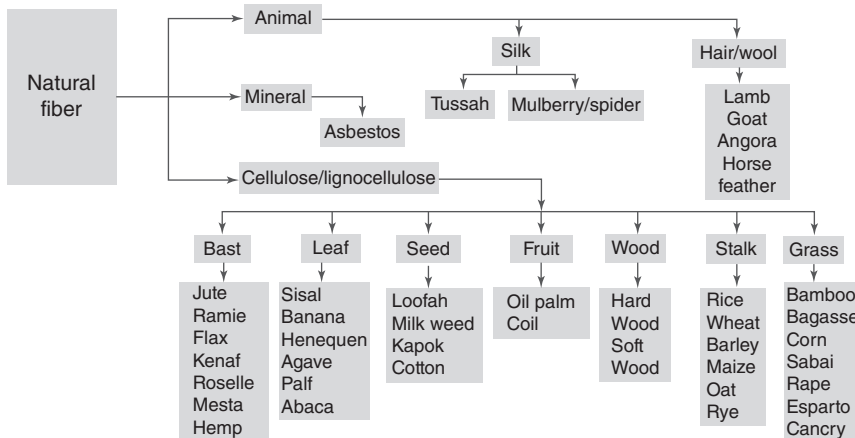 Natural
fiber
Animal
Silk
Hair/wool
Tussah
Mulberry/spider
Lamb
Goat
Angora
Horse
feather
Mineral
Asbestos
Cellulose/lignocellulose
Bast
Leaf
Seed
Fruit
Wood
Stalk
Grass
Jute
Ramie
Flax
Kenaf
Roselle
Mesta
Hemp
Sisal
Banana
Henequen
Agave
Palf
Abaca
Loofah
Milk weed
Kapok
Cotton
Oil palm
Coil
Hard
Wood
Soft
Wood
Rice
Wheat
Barley
Maize
Oat
Rye
Bamboo
Bagasse
Corn
Sabai
Rape
Esparto
Cancry